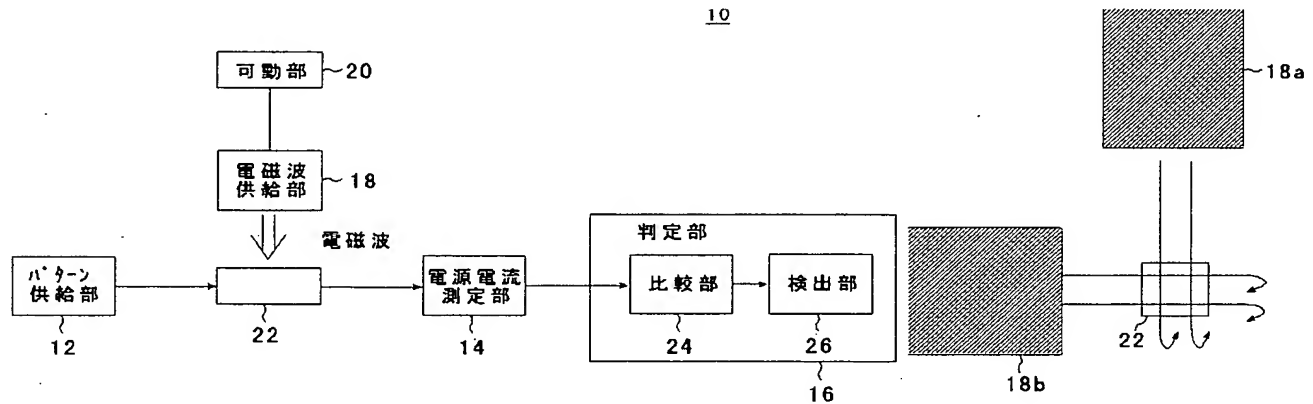 10
可動部
20
18a
電磁波
供給部
18
電磁波
判定部
パターン
供給部
電源電流
測定部
比較部
検出部
12
22
14
24
26
22
16
18b